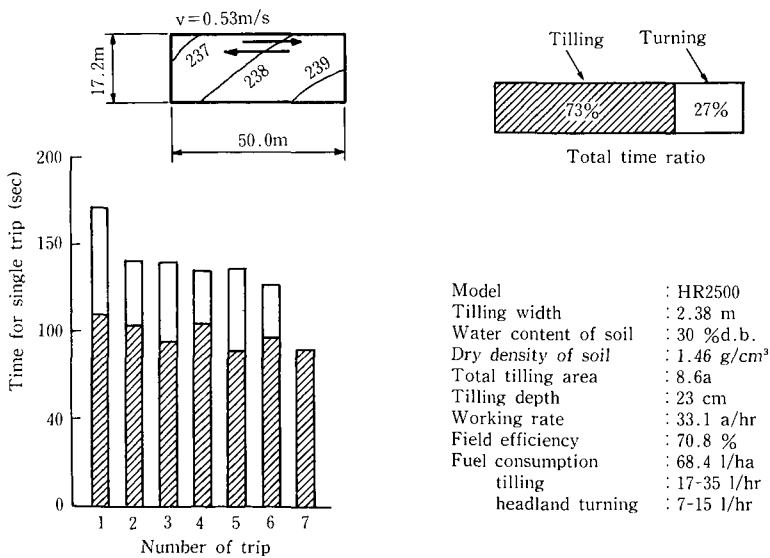 v=0.53m/s
17.2m
237
238
239
50.0m
Tilling
Turning
73%
27%
Total time ratio
Time for single trip (sec)
200
150
100
40
0
1 2 3 4 5 6 7
Number of trip
Model : HR2500
Tilling width : 2.38 m
Water content of soil : 30 %d.b.
Dry density of soil : 1.46 g/cm³
Total tilling area : 8.6a
Tilling depth : 23 cm
Working rate : 33.1 a/hr
Field efficiency : 70.8 %
Fuel consumption : 68.4 l/ha
tilling : 17-35 l/hr
headland turning : 7-15 l/hr